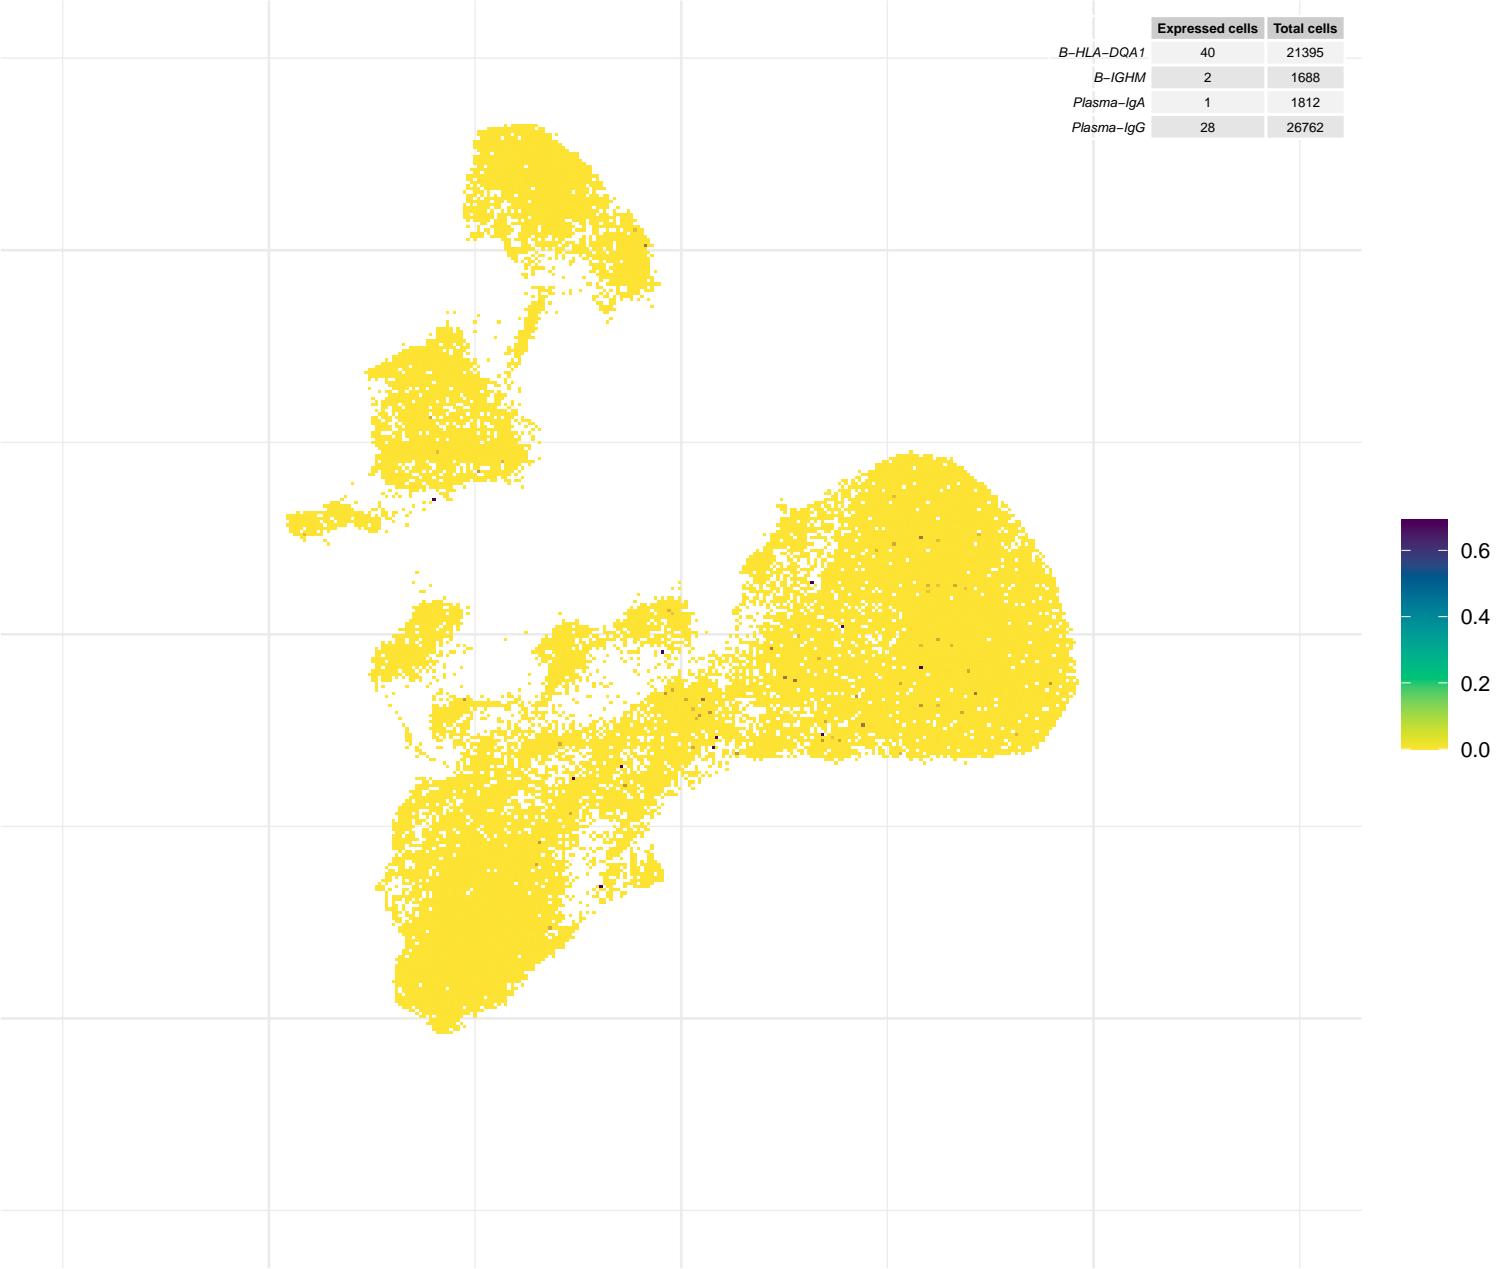 Expressed cells Total cells
B−HLA−DQA1 40 21395
B−IGHM 2 1688
Plasma−IgA 1 1812
Plasma−IgG 28 26762
0.6
0.4
0.2
0.0